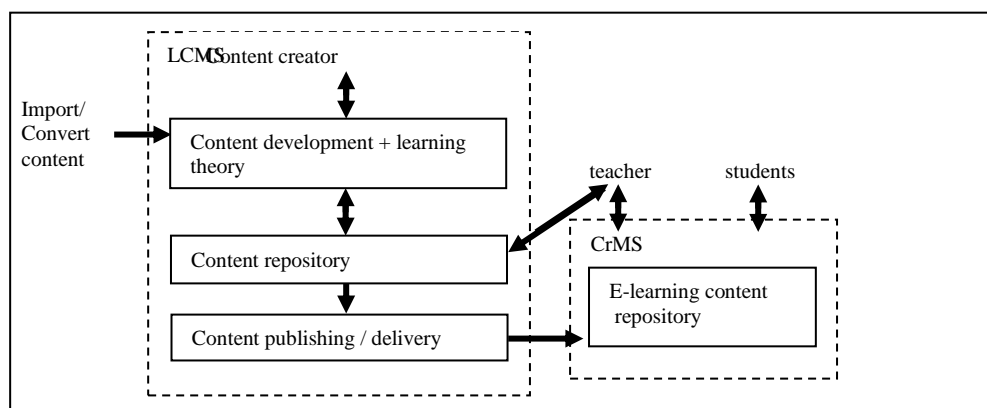 LCMS Content creator
Import/
Convert
content
Content development + learning
theory
teacher
students
Content repository
CrMS
E-learning content
repository
Content publishing / delivery